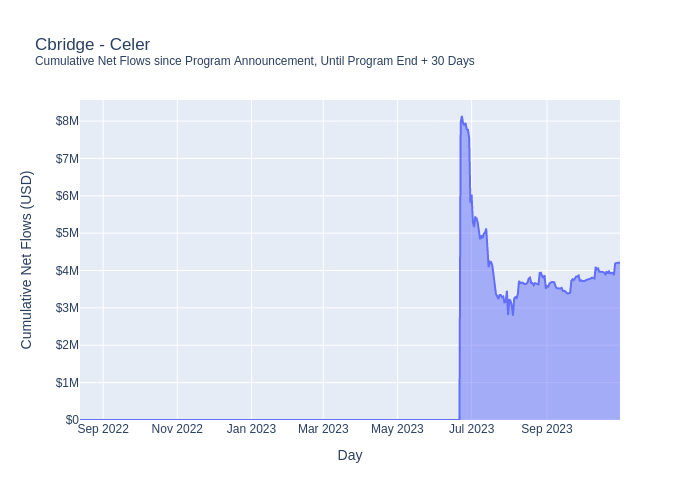 Cbridge - Celer
Cumulative Net Flows since Program Announcement, Until Program End + 30 Days
Cumulative Net Flows (USD)
$8M
$7M
$6M
$5M
$4M
$3M
$2M
$1M
$0
Sep 2022 Nov 2022 Jan 2023 Mar 2023 May 2023 Jul 2023 Sep 2023
Day